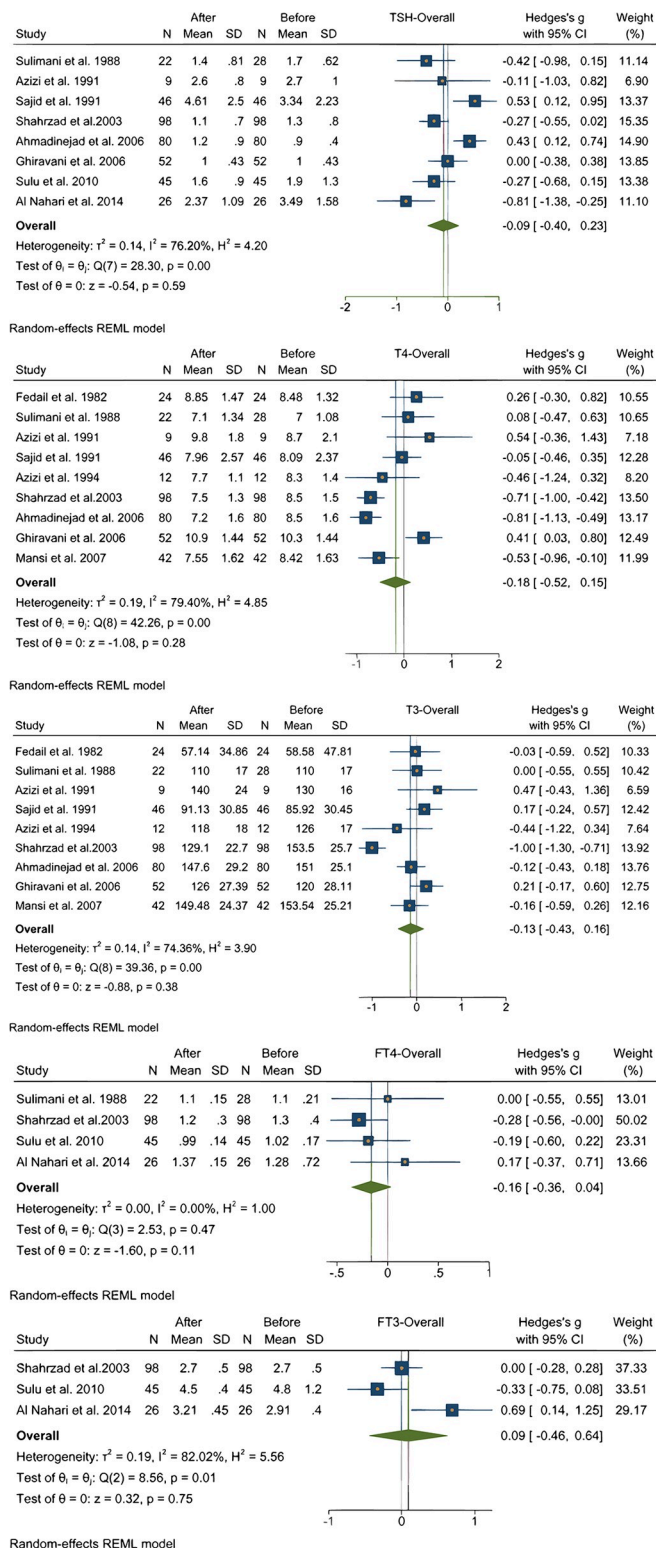 After Before TSH-Overall Hedges's g Weight
Study N Mean SD N Mean SD with 95% CI (%)
Sulimani et al. 1988 22 1.4 .81 28 1.7 .62 -0.42 [ -0.98, 0.15] 11.14
Azizi et al. 1991 9 2.6 .8 9 2.7 1 -0.11 [ -1.03, 0.82] 6.90
Sajid et al. 1991 46 4.61 2.5 46 3.34 2.23 0.53 [ 0.12, 0.95] 13.37
Shahrzad et al.2003 98 1.1 .7 98 1.3 .8 -0.27 [ -0.55, 0.02] 15.35
Ahmadinejad et al. 2006 80 1.2 .9 80 .9 .4 0.43 [ 0.12, 0.74] 14.90
Ghiravani et al. 2006 52 1 .43 52 1 .43 0.00 [ -0.38, 0.38] 13.85
Sulu et al. 2010 45 1.6 .9 45 1.9 1.3 -0.27 [ -0.68, 0.15] 13.38
Al Nahari et al. 2014 26 2.37 1.09 26 3.49 1.58 -0.81 [ -1.38, -0.25] 11.10
Overall -0.09 [ -0.40, 0.23]
Heterogeneity: τ² = 0.14, I² = 76.20%, H² = 4.20
Test of θᵢ = θⱼ: Q(7) = 28.30, p = 0.00
Test of θ = 0: z = -0.54, p = 0.59
-2 -1 0 1
Random-effects REML model
After Before T4-Overall Hedges's g Weight
Study N Mean SD N Mean SD with 95% CI (%)
Fedail et al. 1982 24 8.85 1.47 24 8.48 1.32 0.26 [ -0.30, 0.82] 10.55
Sulimani et al. 1988 22 7.1 1.34 28 7 1.08 0.08 [ -0.47, 0.63] 10.65
Azizi et al. 1991 9 9.8 1.8 9 8.7 2.1 0.54 [ -0.36, 1.43] 7.18
Sajid et al. 1991 46 7.96 2.57 46 8.09 2.37 -0.05 [ -0.46, 0.35] 12.28
Azizi et al. 1994 12 7.7 1.1 12 8.3 1.4 -0.46 [ -1.24, 0.32] 8.20
Shahrzad et al.2003 98 7.5 1.3 98 8.5 1.5 -0.71 [ -1.00, -0.42] 13.50
Ahmadinejad et al. 2006 80 7.2 1.6 80 8.5 1.6 -0.81 [ -1.13, -0.49] 13.17
Ghiravani et al. 2006 52 10.9 1.44 52 10.3 1.44 0.41 [ 0.03, 0.80] 12.49
Mansi et al. 2007 42 7.55 1.62 42 8.42 1.63 -0.53 [ -0.96, -0.10] 11.99
Overall -0.18 [ -0.52, 0.15]
Heterogeneity: τ² = 0.19, I² = 79.40%, H² = 4.85
Test of θᵢ = θⱼ: Q(8) = 42.26, p = 0.00
Test of θ = 0: z = -1.08, p = 0.28
-1 0 1 2
Random-effects REML model
After Before T3-Overall Hedges's g Weight
Study N Mean SD N Mean SD with 95% CI (%)
Fedail et al. 1982 24 57.14 34.86 24 58.58 47.81 -0.03 [ -0.59, 0.52] 10.33
Sulimani et al. 1988 22 110 17 28 110 17 0.00 [ -0.55, 0.55] 10.42
Azizi et al. 1991 9 140 24 9 130 16 0.47 [ -0.43, 1.36] 6.59
Sajid et al. 1991 46 91.13 30.85 46 85.92 30.45 0.17 [ -0.24, 0.57] 12.42
Azizi et al. 1994 12 118 18 12 126 17 -0.44 [ -1.22, 0.34] 7.64
Shahrzad et al.2003 98 129.1 22.7 98 153.5 25.7 -1.00 [ -1.30, -0.71] 13.92
Ahmadinejad et al. 2006 80 147.6 29.2 80 151 25.1 -0.12 [ -0.43, 0.18] 13.76
Ghiravani et al. 2006 52 126 27.39 52 120 28.11 0.21 [ -0.17, 0.60] 12.75
Mansi et al. 2007 42 149.48 24.37 42 153.54 25.21 -0.16 [ -0.59, 0.26] 12.16
Overall -0.13 [ -0.43, 0.16]
Heterogeneity: τ² = 0.14, I² = 74.36%, H² = 3.90
Test of θᵢ = θⱼ: Q(8) = 39.36, p = 0.00
Test of θ = 0: z = -0.88, p = 0.38
-1 0 1 2
Random-effects REML model
After Before FT4-Overall Hedges's g Weight
Study N Mean SD N Mean SD with 95% CI (%)
Sulimani et al. 1988 22 1.1 .15 28 1.1 .21 0.00 [ -0.55, 0.55] 13.01
Shahrzad et al.2003 98 1.2 .3 98 1.3 .4 -0.28 [ -0.56, -0.00] 50.02
Sulu et al. 2010 45 .99 .14 45 1.02 .17 -0.19 [ -0.60, 0.22] 23.31
Al Nahari et al. 2014 26 1.37 .15 26 1.28 .72 0.17 [ -0.37, 0.71] 13.66
Overall -0.16 [ -0.36, 0.04]
Heterogeneity: τ² = 0.00, I² = 0.00%, H² = 1.00
Test of θᵢ = θⱼ: Q(3) = 2.53, p = 0.47
Test of θ = 0: z = -1.60, p = 0.11
-.5 0 .5 1
Random-effects REML model
After Before FT3-Overall Hedges's g Weight
Study N Mean SD N Mean SD with 95% CI (%)
Shahrzad et al.2003 98 2.7 .5 98 2.7 .5 0.00 [ -0.28, 0.28] 37.33
Sulu et al. 2010 45 4.5 .4 45 4.8 1.2 -0.33 [ -0.75, 0.08] 33.51
Al Nahari et al. 2014 26 3.21 .45 26 2.91 .4 0.69 [ 0.14, 1.25] 29.17
Overall 0.09 [ -0.46, 0.64]
Heterogeneity: τ² = 0.19, I² = 82.02%, H² = 5.56
Test of θᵢ = θⱼ: Q(2) = 8.56, p = 0.01
Test of θ = 0: z = 0.32, p = 0.75
-1 0 1
Random-effects REML model